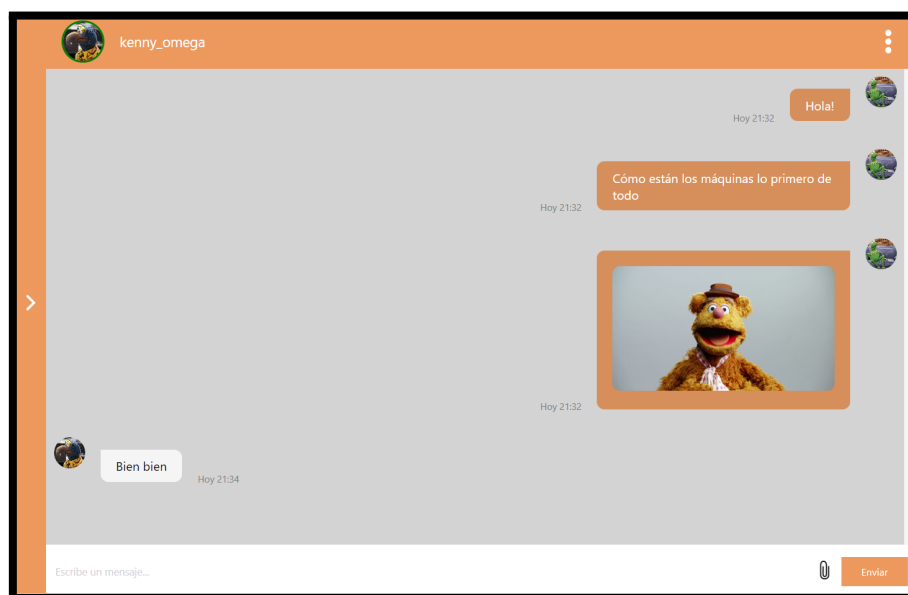 kenny_omega
Hola!
Hoy 21:32
Cómo están los máquinas lo primero de
todo
Hoy 21:32
Hoy 21:32
Bien bien
Hoy 21:34
Escribe un mensaje...
Enviar